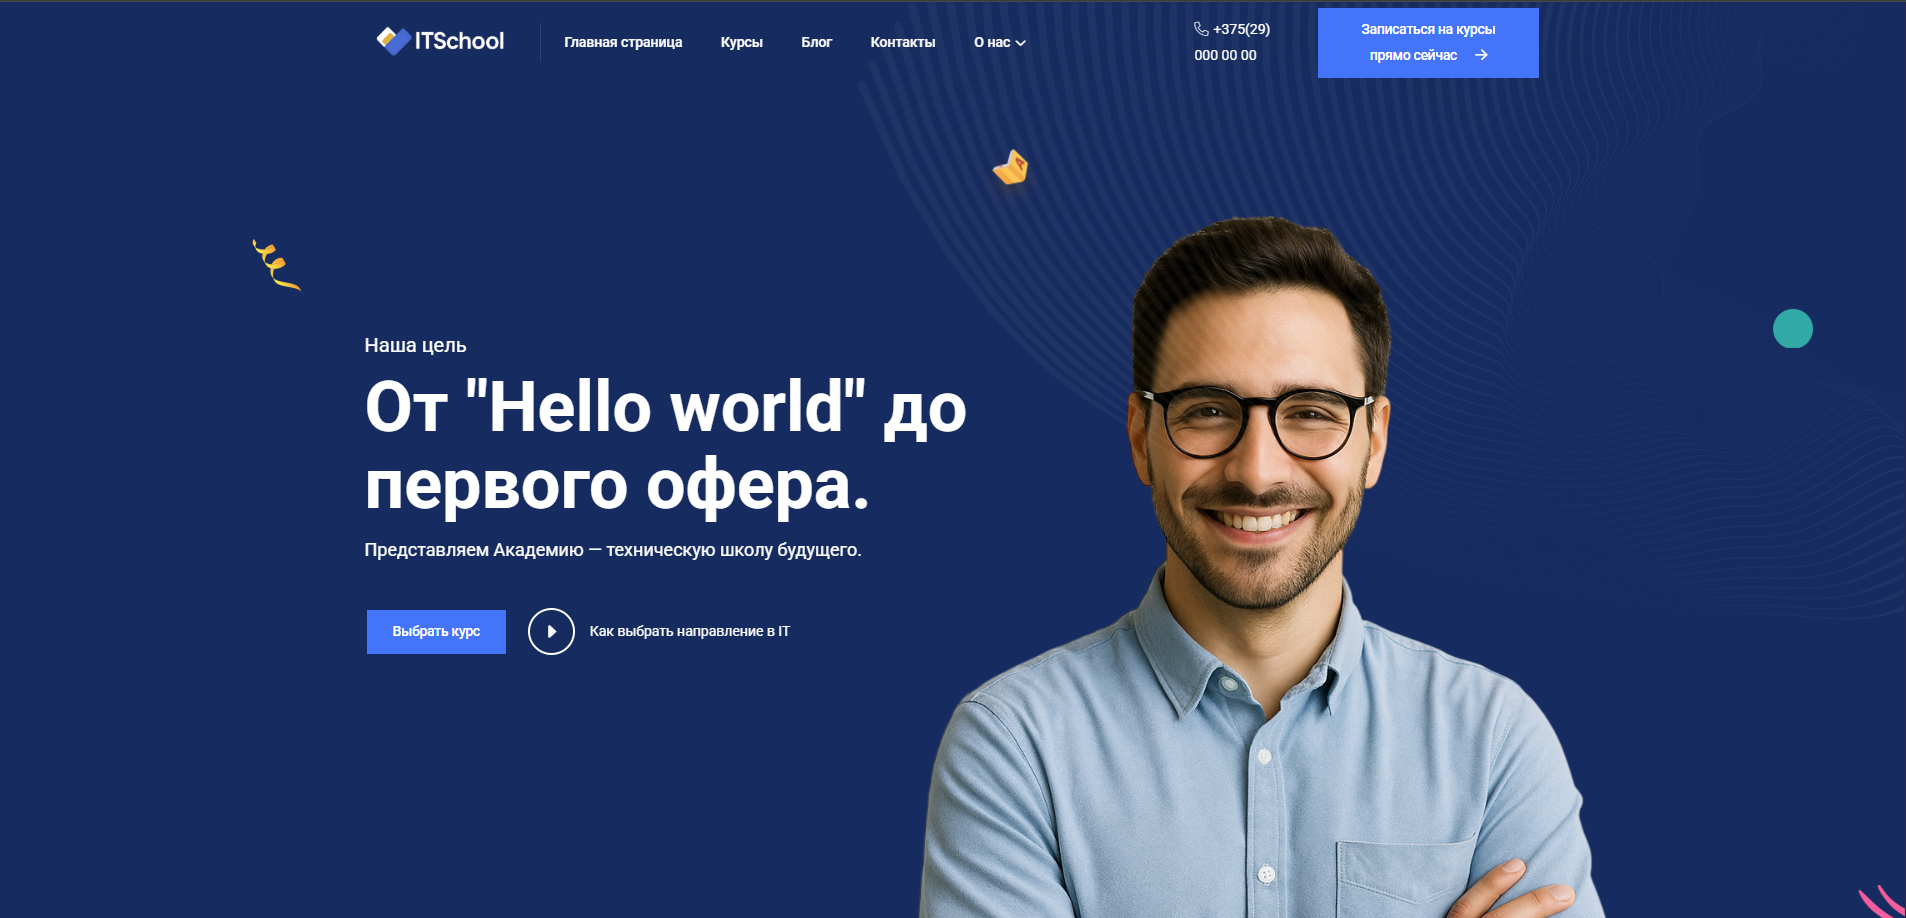 ITSchool
Главная страница
Курсы
Блог
Контакты
О нас
+375(29)
000 00 00
Записаться на курсы
прямо сейчас
A
Наша цель
От "Hello world" до
первого офера.
Представляем Академию — техническую школу будущего.
Выбрать курс
Как выбрать направление в IT